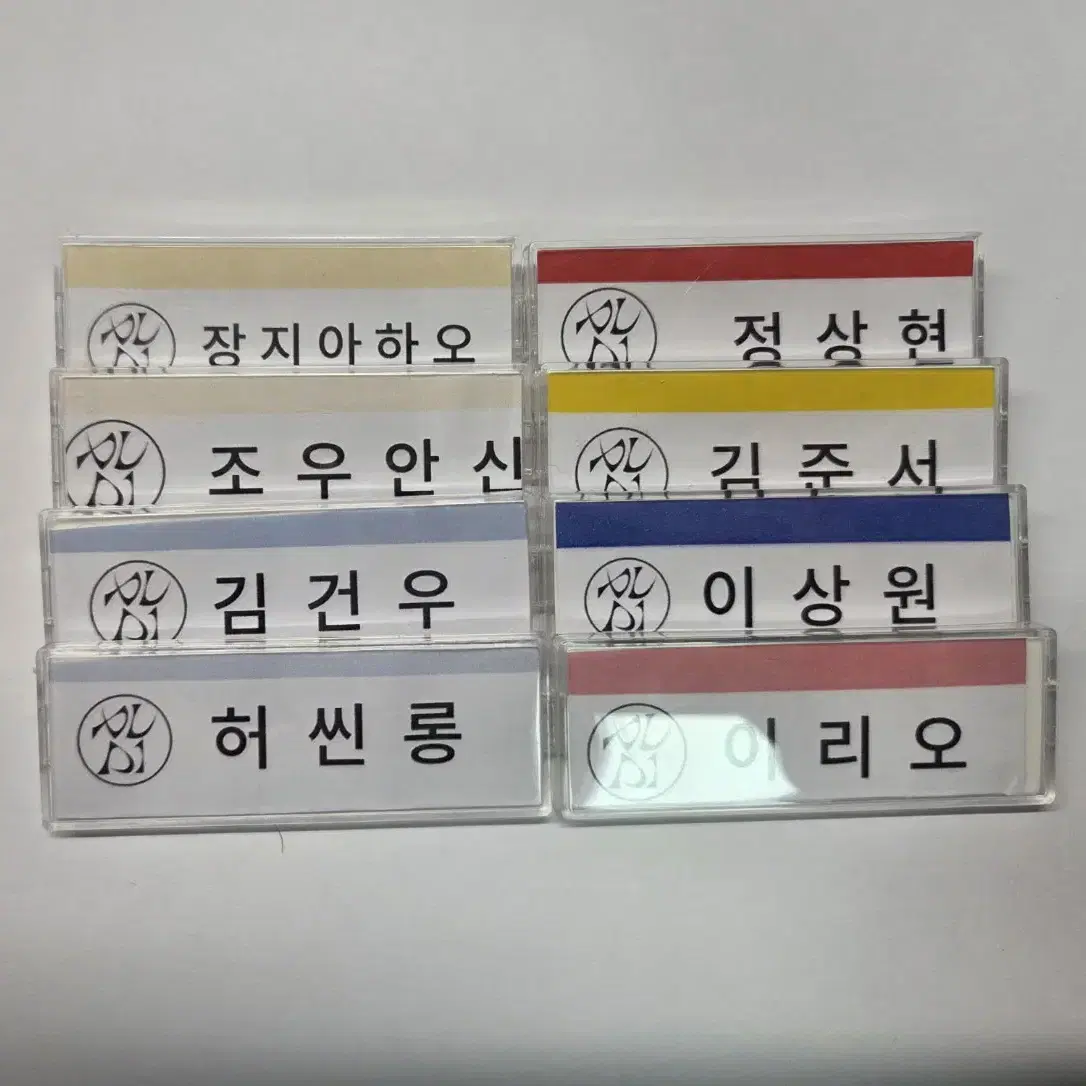 장지아하오
정상현
조우안신
김준서
김건우
이상원
허씬롱
이리오